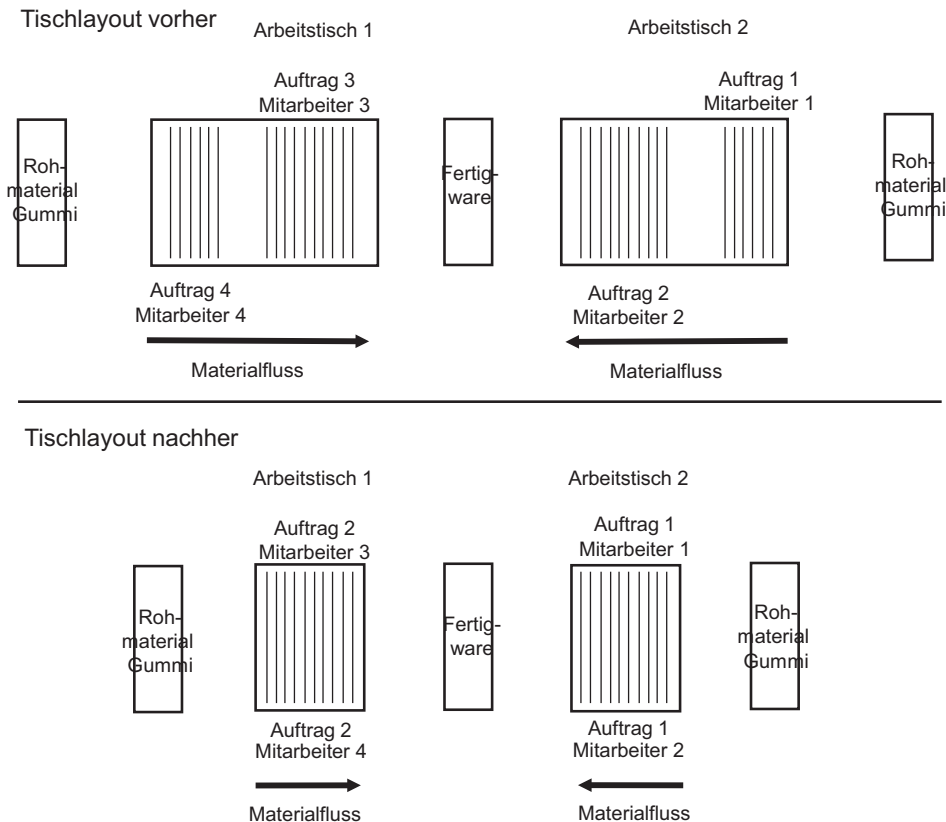 Tischlayout vorher
Arbeitstisch 1
Arbeitstisch 2
Auftrag 3
Mitarbeiter 3
Auftrag 1
Mitarbeiter 1
Roh-
material
Gummi
Fertig-
ware
Roh-
material
Gummi
Auftrag 4
Mitarbeiter 4
Auftrag 2
Mitarbeiter 2
Materialfluss
Materialfluss
Tischlayout nachher
Arbeitstisch 1
Arbeitstisch 2
Auftrag 2
Mitarbeiter 3
Auftrag 1
Mitarbeiter 1
Roh-
material
Gummi
Fertig-
ware
Roh-
material
Gummi
Auftrag 2
Mitarbeiter 4
Auftrag 1
Mitarbeiter 2
Materialfluss
Materialfluss